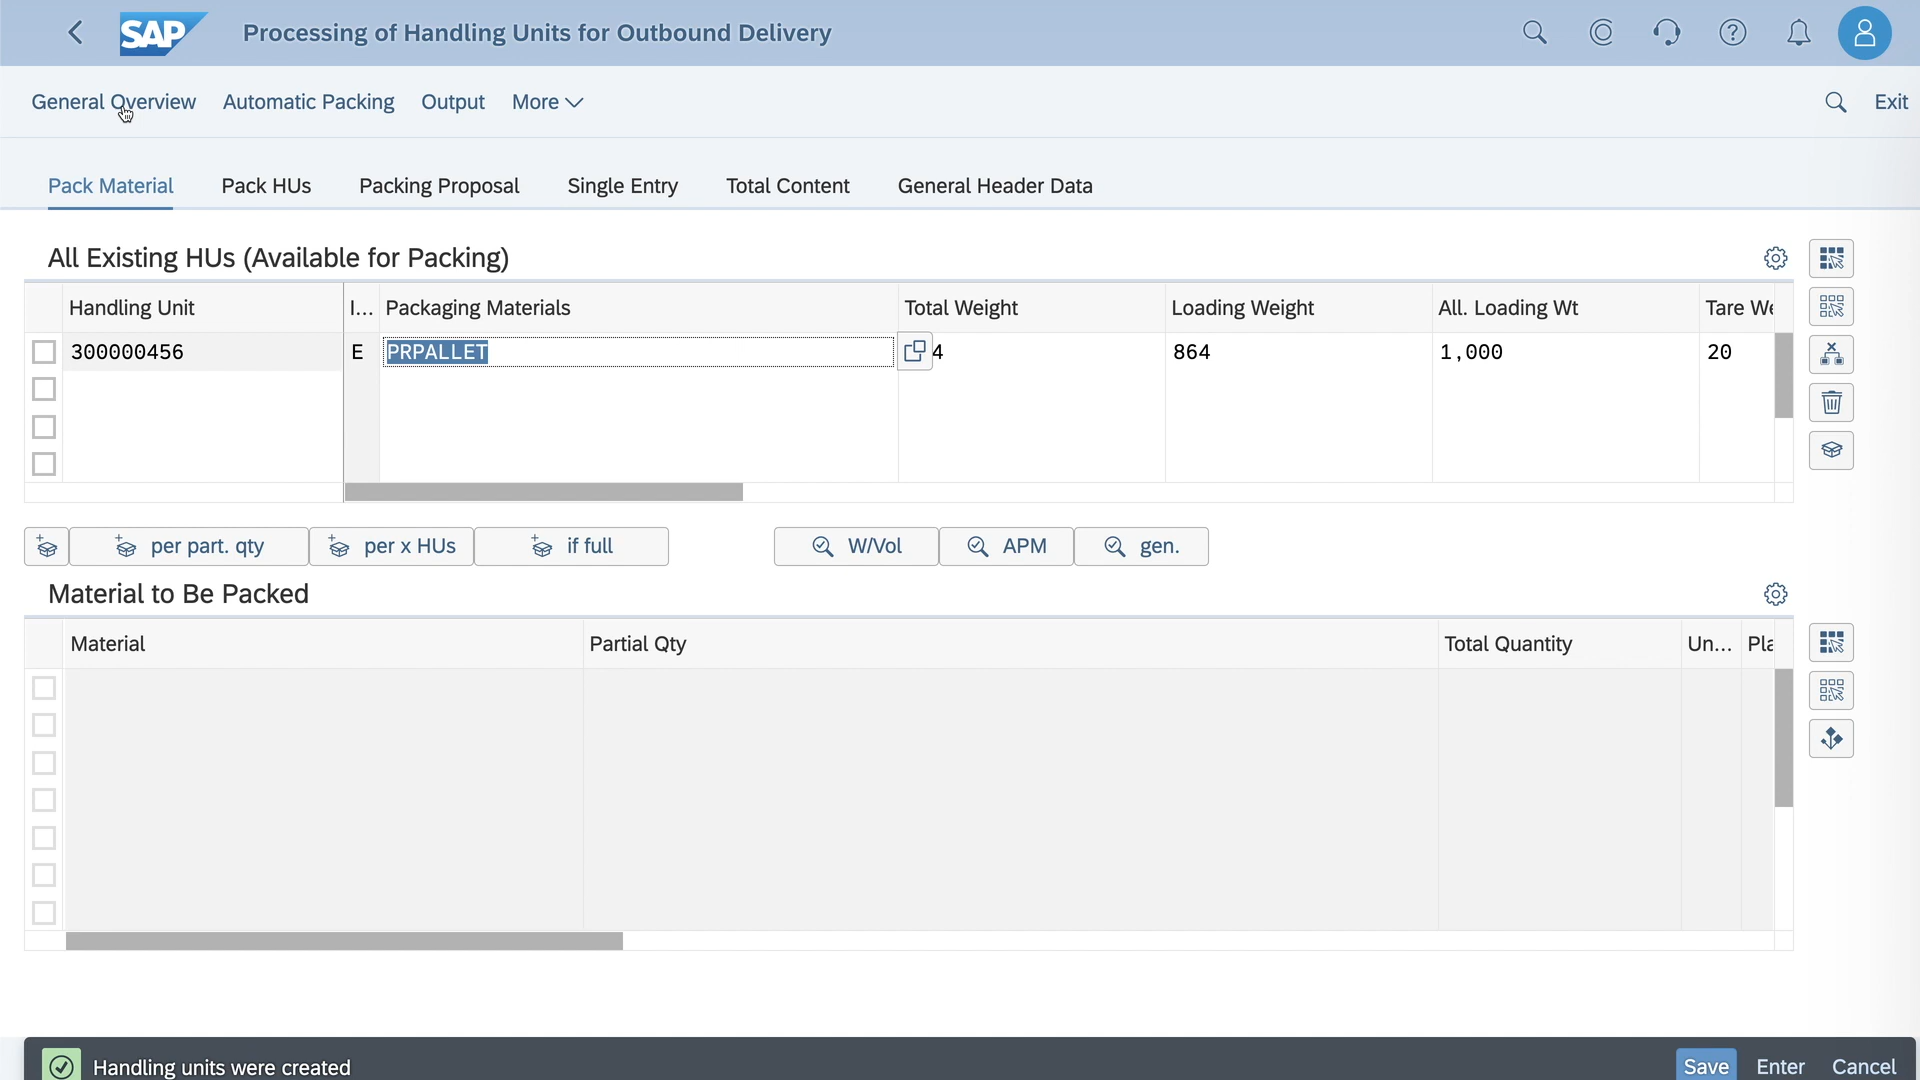 SAP Processing of Handling Units for Outbound Delivery
General Overview Automatic Packing Output More Exit
Pack Material Pack HUs Packing Proposal Single Entry Total Content General Header Data
All Existing HUs (Available for Packing)
Handling Unit I... Packaging Materials Total Weight Loading Weight All. Loading Wt Tare We
300000456 E PRPALLET 4 864 1,000 20
per part. qty per x HUs if full W/Vol APM gen.
Material to Be Packed
Material Partial Qty Total Quantity Un... Pla
Handling units were created Save Enter Cancel